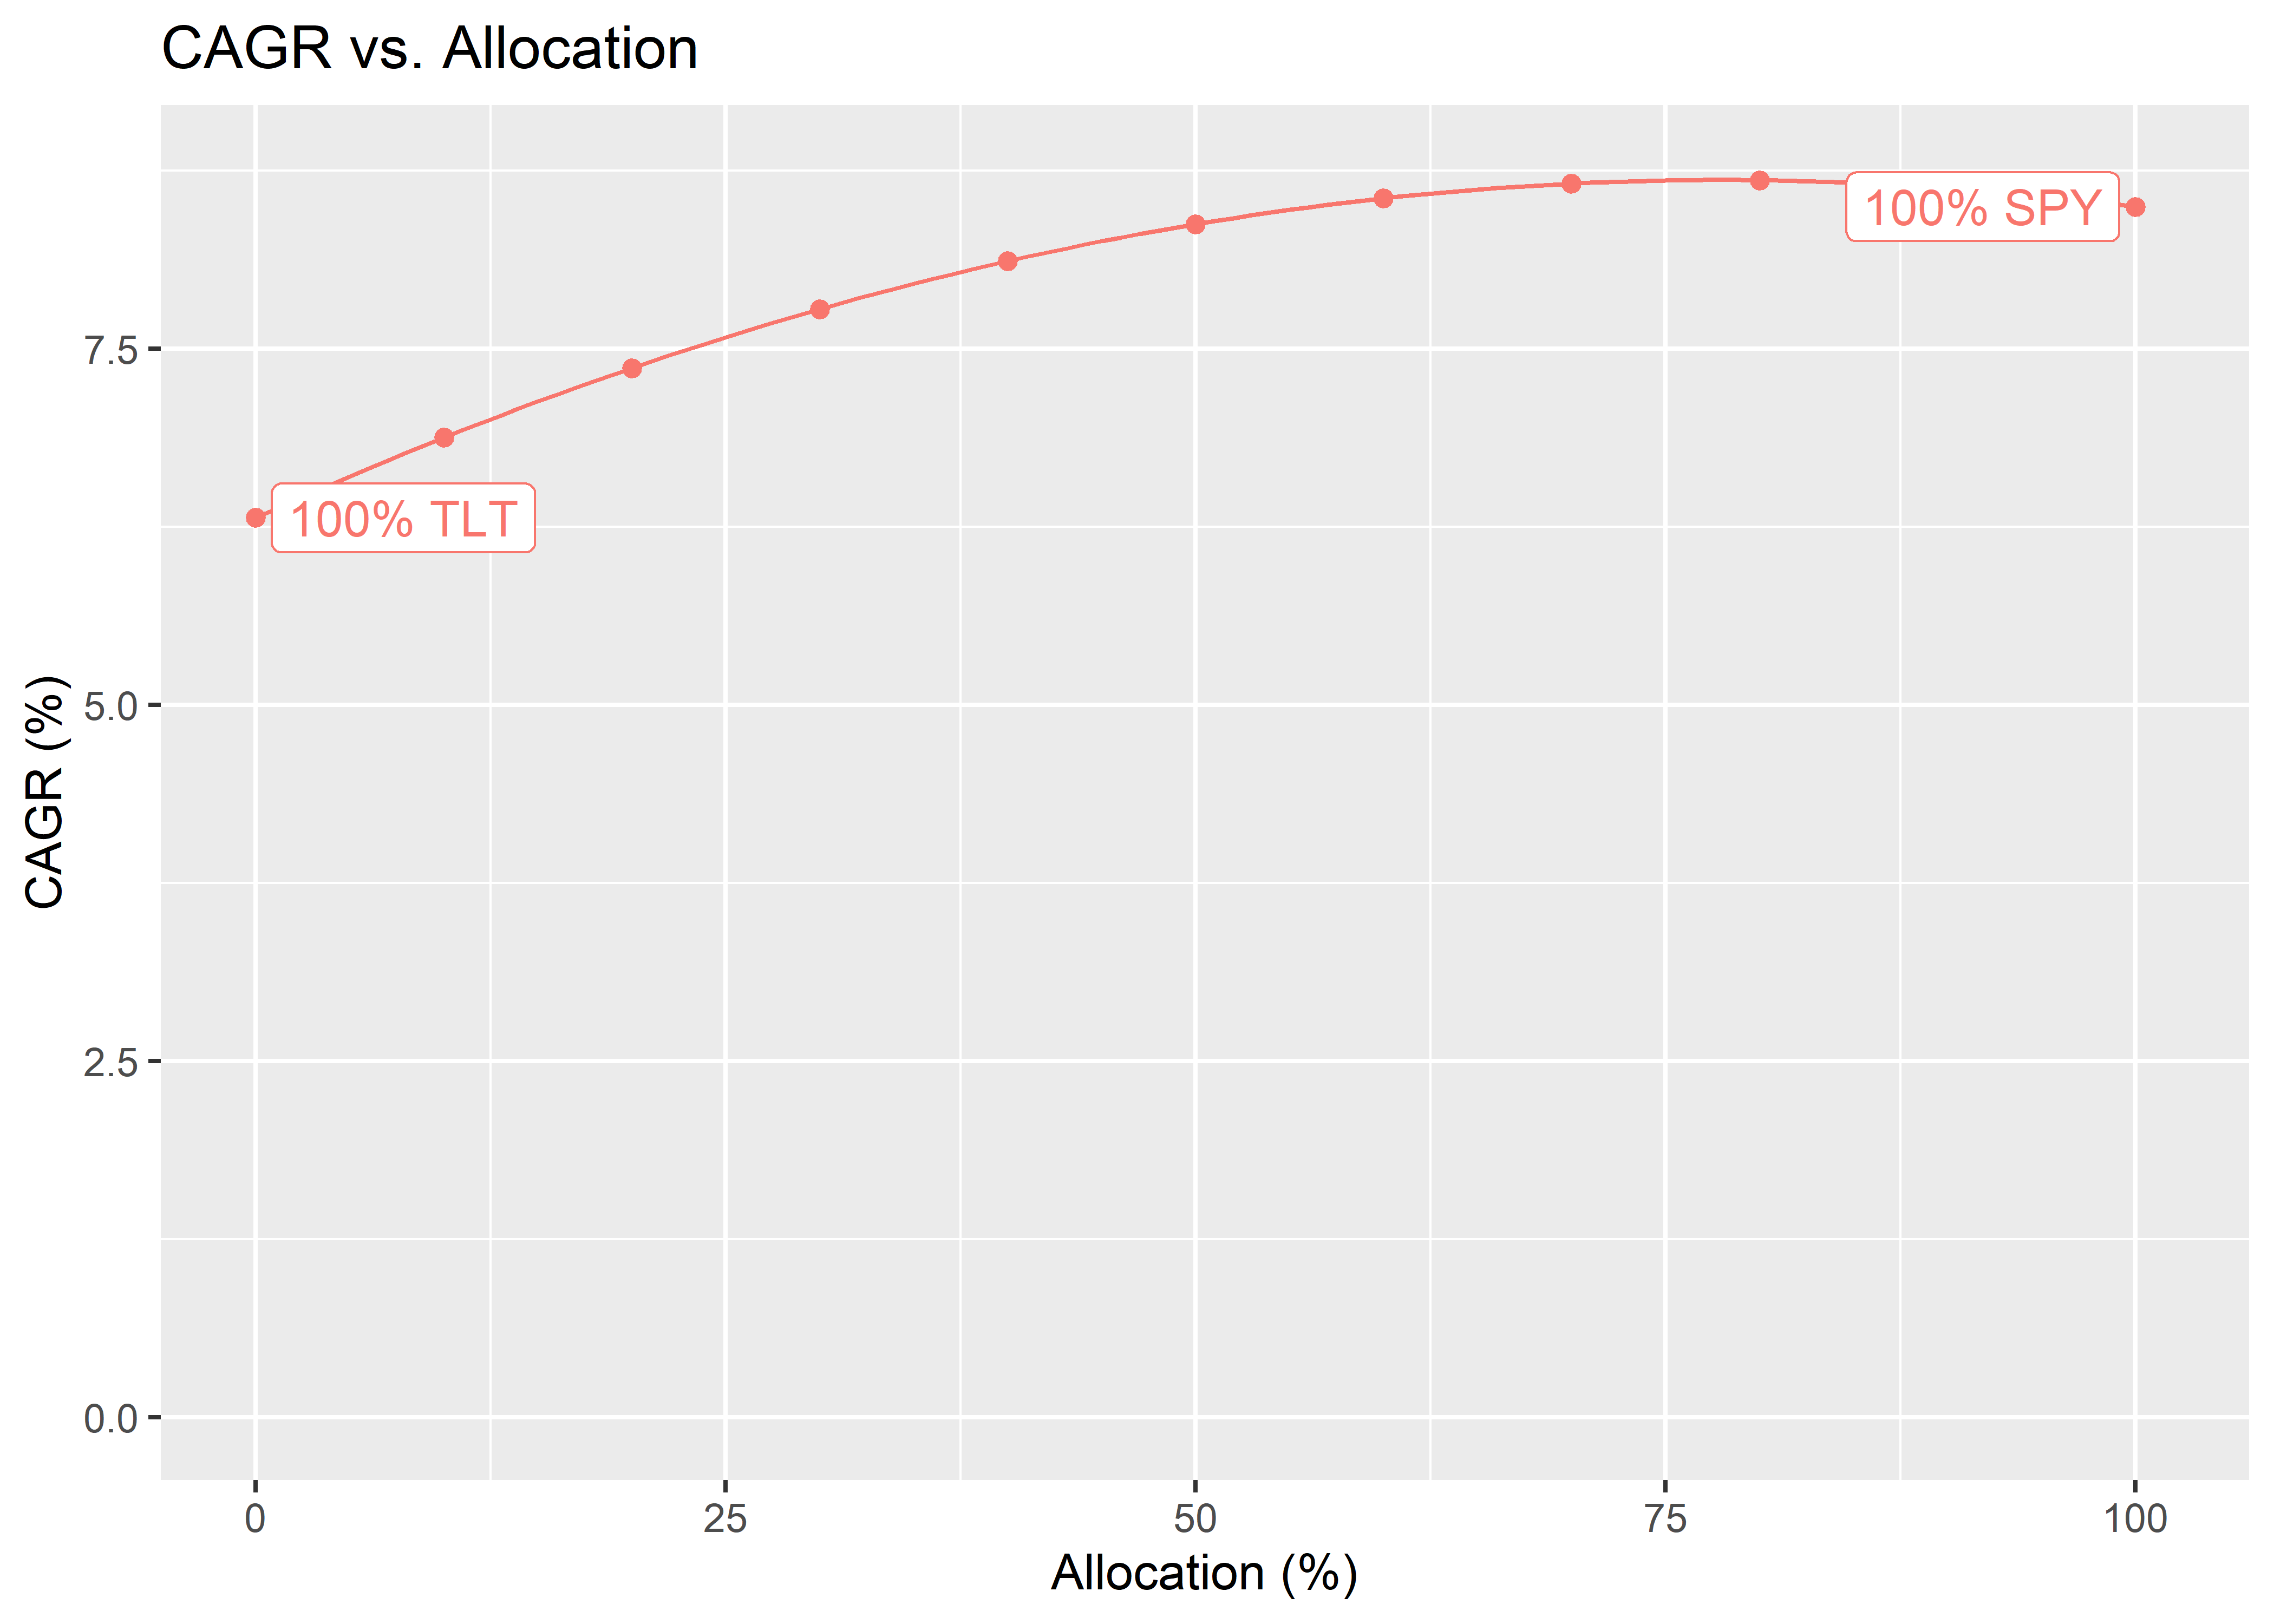 CAGR vs. Allocation
100% SPY
7.5
100% TLT
5.0
CAGR (%)
2.5
0.0
0 25 50 75 100
Allocation (%)